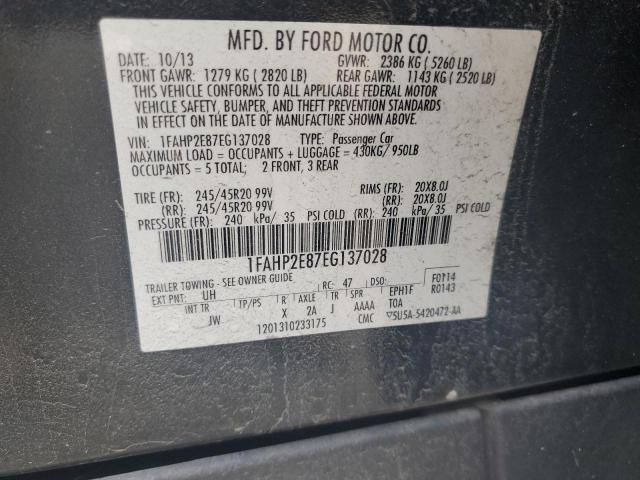 MFD. BY FORD MOTOR CO.
DATE: 10/13 GVWR: 2386 KG ( 5260 LB)
FRONT GAWR: 1279 KG ( 2820 LB) REAR GAWR: 1143 KG ( 2520 LB)
THIS VEHICLE CONFORMS TO ALL APPLICABLE FEDERAL MOTOR
VEHICLE SAFETY, BUMPER, AND THEFT PREVENTION STANDARDS
IN EFFECT ON THE DATE OF MANUFACTURE SHOWN ABOVE.
VIN: 1FAHP2E87EG137028 TYPE: Passenger Car
MAXIMUM LOAD = OCCUPANTS + LUGGAGE = 430KG/ 950LB
OCCUPANTS = 5 TOTAL; 2 FRONT, 3 REAR
TIRE (FR): 245/45R20 99V RIMS (FR): 20X8.0J
(RR): 245/45R20 99V (RR): 20X8.0J
PRESSURE (FR): 240 kPa/ 35 PSI COLD (RR): 240 kPa/ 35 PSI COLD
1FAHP2E87EG137028
TRAILER TOWING - SEE OWNER GUIDE
EXT PNT: UH RC: 47 DSO: F0114
INT TR TP/PS R AXLE TR SPR EPH1F R0143
JW X 2A J AAAA TOA
1201310233175 CMC ▽5U5A-5420472-AA